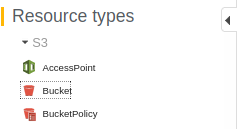 Resource types
S3
AccessPoint
Bucket
BucketPolicy